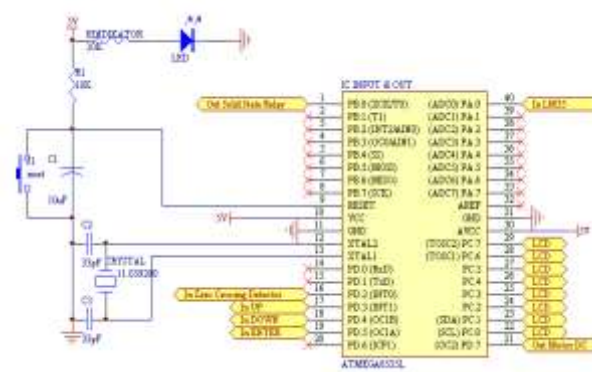 5V
RINDIKATOR
10K
LED
R1
10K
C1
10uF
C2
33pF
CRYSTAL
11.059200
C3
33pF
5V
IC INPUT & OUT
Out Solid State Relay
In Zero Crossing Detector
In UP
In DOWN
In ENTER
1
2
3
4
5
6
7
8
9
10
11
12
13
14
15
16
17
18
19
20
PB.0 (XCK/T0)
PB.1 (T1)
PB.2 (INT2/AIN0)
PB.3 (OC0/AIN1)
PB.4 (SS)
PB.5 (MOSI)
PB.6 (MISO)
PB.7 (SCK)
RESET
VCC
GND
XTAL2
XTAL1
PD.0 (RxD)
PD.1 (TxD)
PD.2 (INT0)
PD.3 (INT1)
PD.4 (OC1B)
PD.5 (OC1A)
PD.6 (ICP1)
(ADC0) PA.0
(ADC1) PA.1
(ADC2) PA.2
(ADC3) PA.3
(ADC4) PA.4
(ADC5) PA.5
(ADC6) PA.6
(ADC7) PA.7
AREF
GND
AVCC
(TOSC2) PC.7
(TOSC1) PC.6
PC.5
PC.4
PC.3
PC.2
(SDA) PC.1
(SCL) PC.0
(OC2) PD.7
40
39
38
37
36
35
34
33
32
31
30
29
28
27
26
25
24
23
22
21
In LM35
5V
LCD
LCD
LCD
LCD
LCD
LCD
LCD
Out Motor DC
ATMEGA8535L